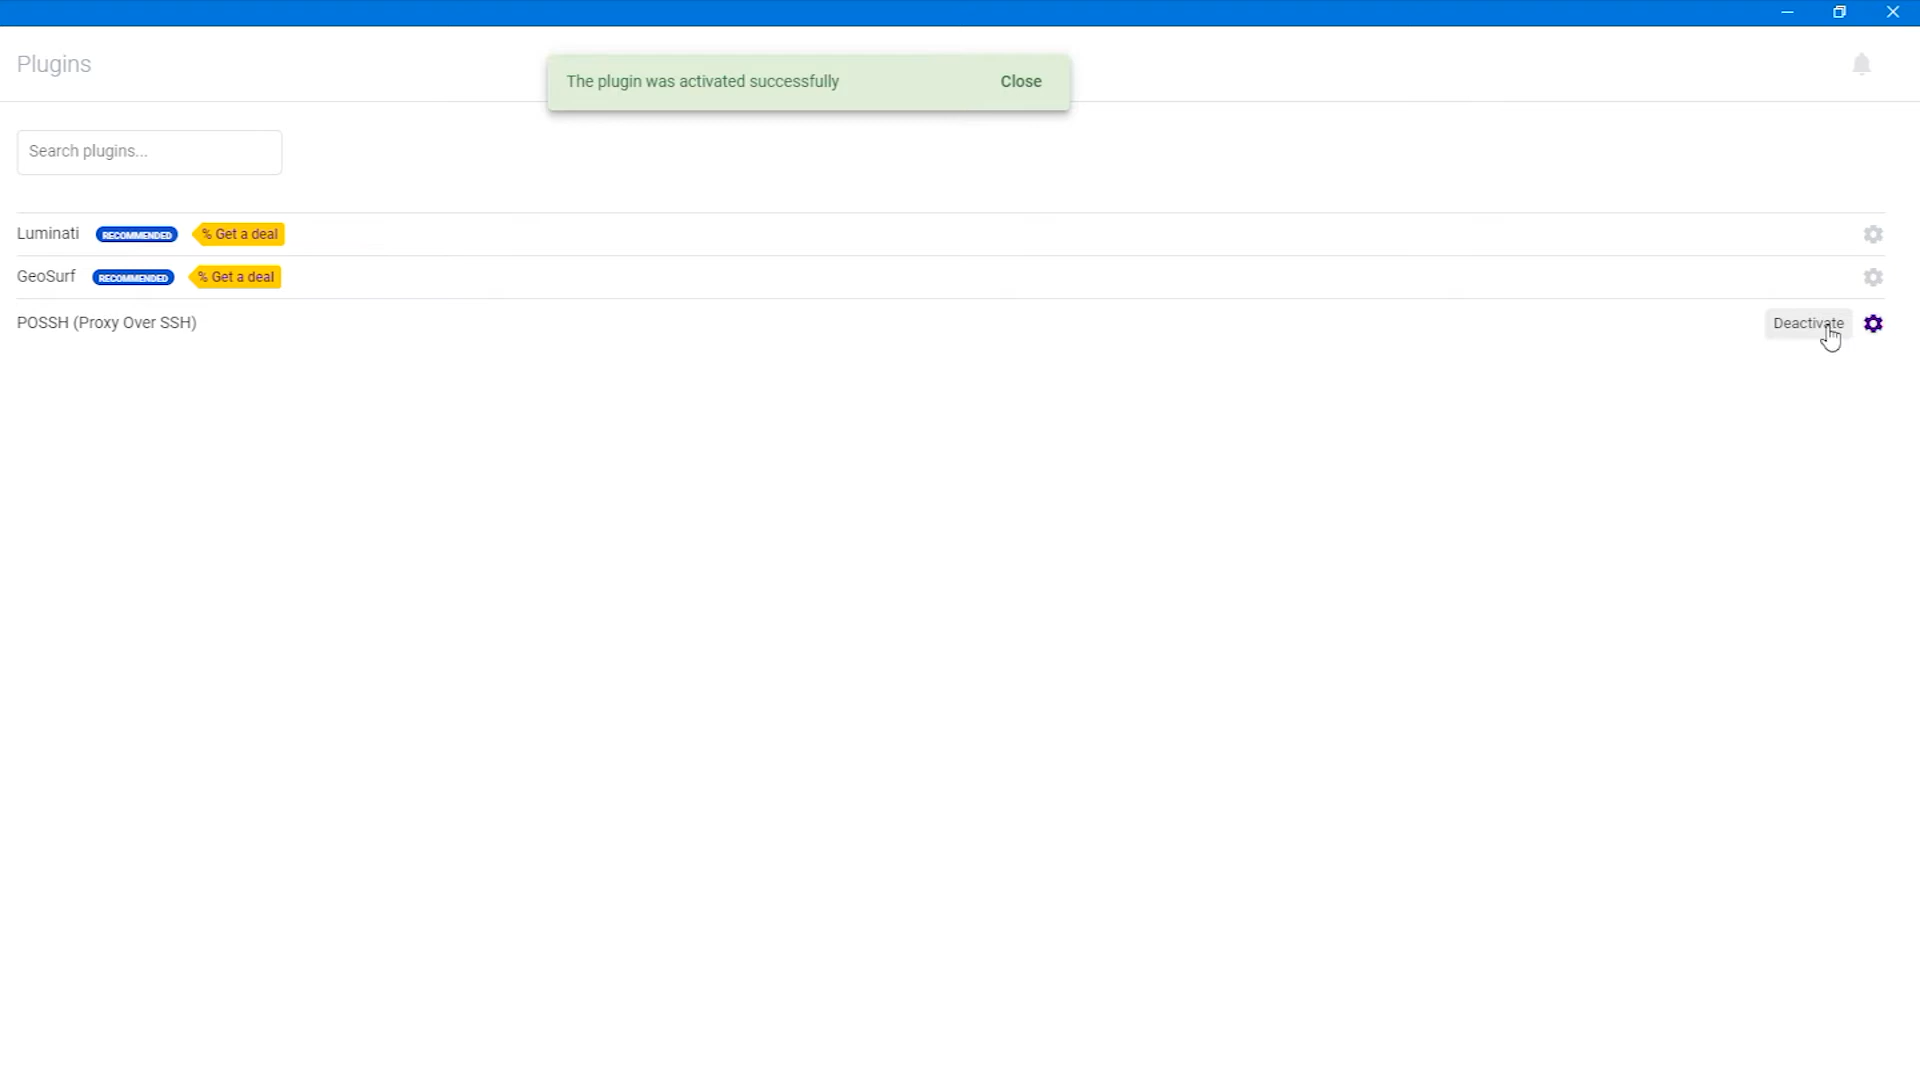 Plugins
The plugin was activated successfully Close
Search plugins...
Luminati RECOMMENDED % Get a deal
GeoSurf RECOMMENDED % Get a deal
POSSH (Proxy Over SSH) Deactivate